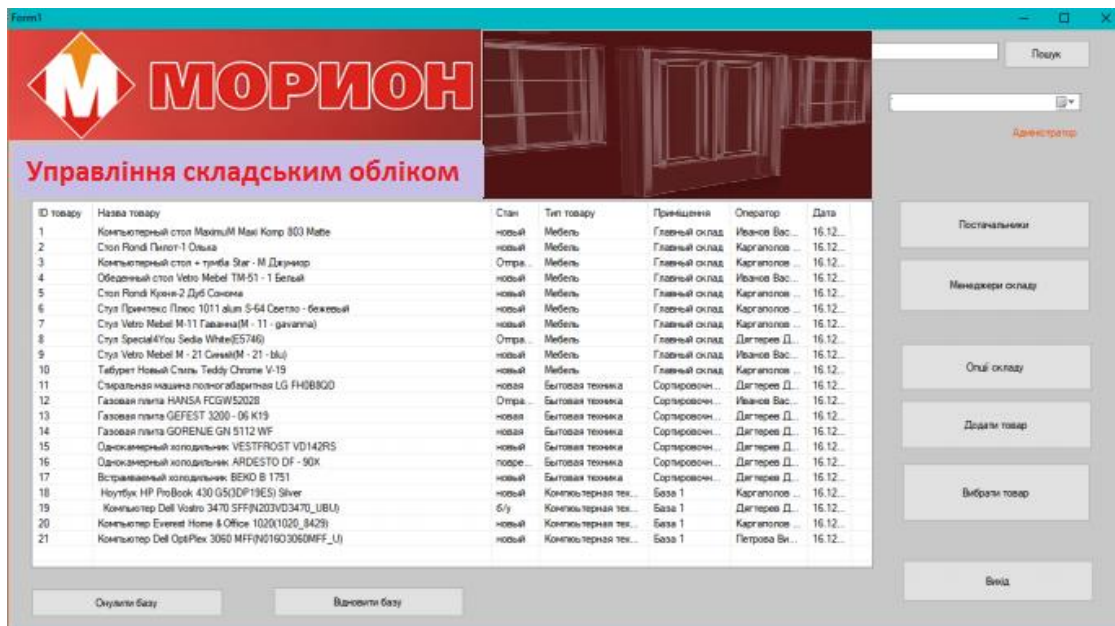 Form1
МОРИОН
Пошук
Адміністратор
Управління складським обліком
ID товару Назва товару Стан Тип товару Приміщення Оператор Дата
1 Компьютерный стол MaximuM Maxi Komp 803 Matte новый Мебель Главный склад Иванов Вас... 16.12...
2 Стол Rondi Пилот-1 Ольха новый Мебель Главный склад Каргаполов ... 16.12...
3 Компьютерный стол + тумба Star - М Джуниор Отпра... Мебель Главный склад Каргаполов ... 16.12...
4 Обеденный стол Vetro Mebel TM-51 - 1 Белый новый Мебель Главный склад Иванов Вас... 16.12...
5 Стол Rondi Кухня-2 Дуб Сонома новый Мебель Главный склад Каргаполов ... 16.12...
6 Стул Примтекс Плюс 1011 alum S-64 Светло - бежевый новый Мебель Главный склад Каргаполов ... 16.12...
7 Стул Vetro Mebel M-11 Гаванна(M - 11 - gavanna) новый Мебель Главный склад Каргаполов ... 16.12...
8 Стул Special4You Sedia White(E5746) Отпра... Мебель Главный склад Дегтерев Д... 16.12...
9 Стул Vetro Mebel M - 21 Синий(M - 21 - blu) новый Мебель Главный склад Иванов Вас... 16.12...
10 Табурет Новый Стиль Teddy Chrome V-19 новый Мебель Главный склад Каргаполов ... 16.12...
11 Стиральная машина полногабаритная LG FH0B8QD новая Бытовая техника Сортировочн... Дегтерев Д... 16.12...
12 Газовая плита HANSA FCGW52028 Отпра... Бытовая техника Сортировочн... Иванов Вас... 16.12...
13 Газовая плита GEFEST 3200 - 06 K19 новая Бытовая техника Сортировочн... Дегтерев Д... 16.12...
14 Газовая плита GORENJE GN 5112 WF новая Бытовая техника Сортировочн... Дегтерев Д... 16.12...
15 Однокамерный холодильник VESTFROST VD142RS новый Бытовая техника Сортировочн... Дегтерев Д... 16.12...
16 Однокамерный холодильник ARDESTO DF - 90X повре... Бытовая техника Сортировочн... Дегтерев Д... 16.12...
17 Встраиваемый холодильник BEKO B 1751 новый Бытовая техника Сортировочн... Дегтерев Д... 16.12...
18 Ноутбук HP ProBook 430 G5(3DP19ES) Silver новый Компьютерная тех... База 1 Каргаполов ... 16.12...
19 Компьютер Dell Vostro 3470 SFF(N203VD3470_UBU) б/у Компьютерная тех... База 1 Дегтерев Д... 16.12...
20 Компьютер Everest Home & Office 1020(1020_8429) новый Компьютерная тех... База 1 Каргаполов ... 16.12...
21 Компьютер Dell OptiPlex 3060 MFF(N016O3060MFF_U) новый Компьютерная тех... База 1 Петрова Ви... 16.12...
Постачальники
Менеджери складу
Опції складу
Додати товар
Вибрати товар
Вихід
Онулити базу Відновити базу